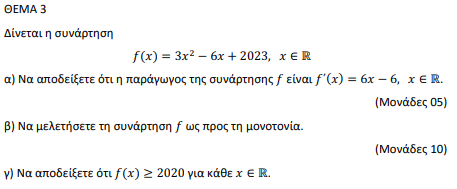 ΘΕΜΑ 3
Δίνεται η συνάρτηση
f(x) = 3x² − 6x + 2023, x ∈ ℝ
α) Να αποδείξετε ότι η παράγωγος της συνάρτησης f είναι f′(x) = 6x − 6, x ∈ ℝ.
(Μονάδες 05)
β) Να μελετήσετε τη συνάρτηση f ως προς τη μονοτονία.
(Μονάδες 10)
γ) Να αποδείξετε ότι f(x) ≥ 2020 για κάθε x ∈ ℝ.